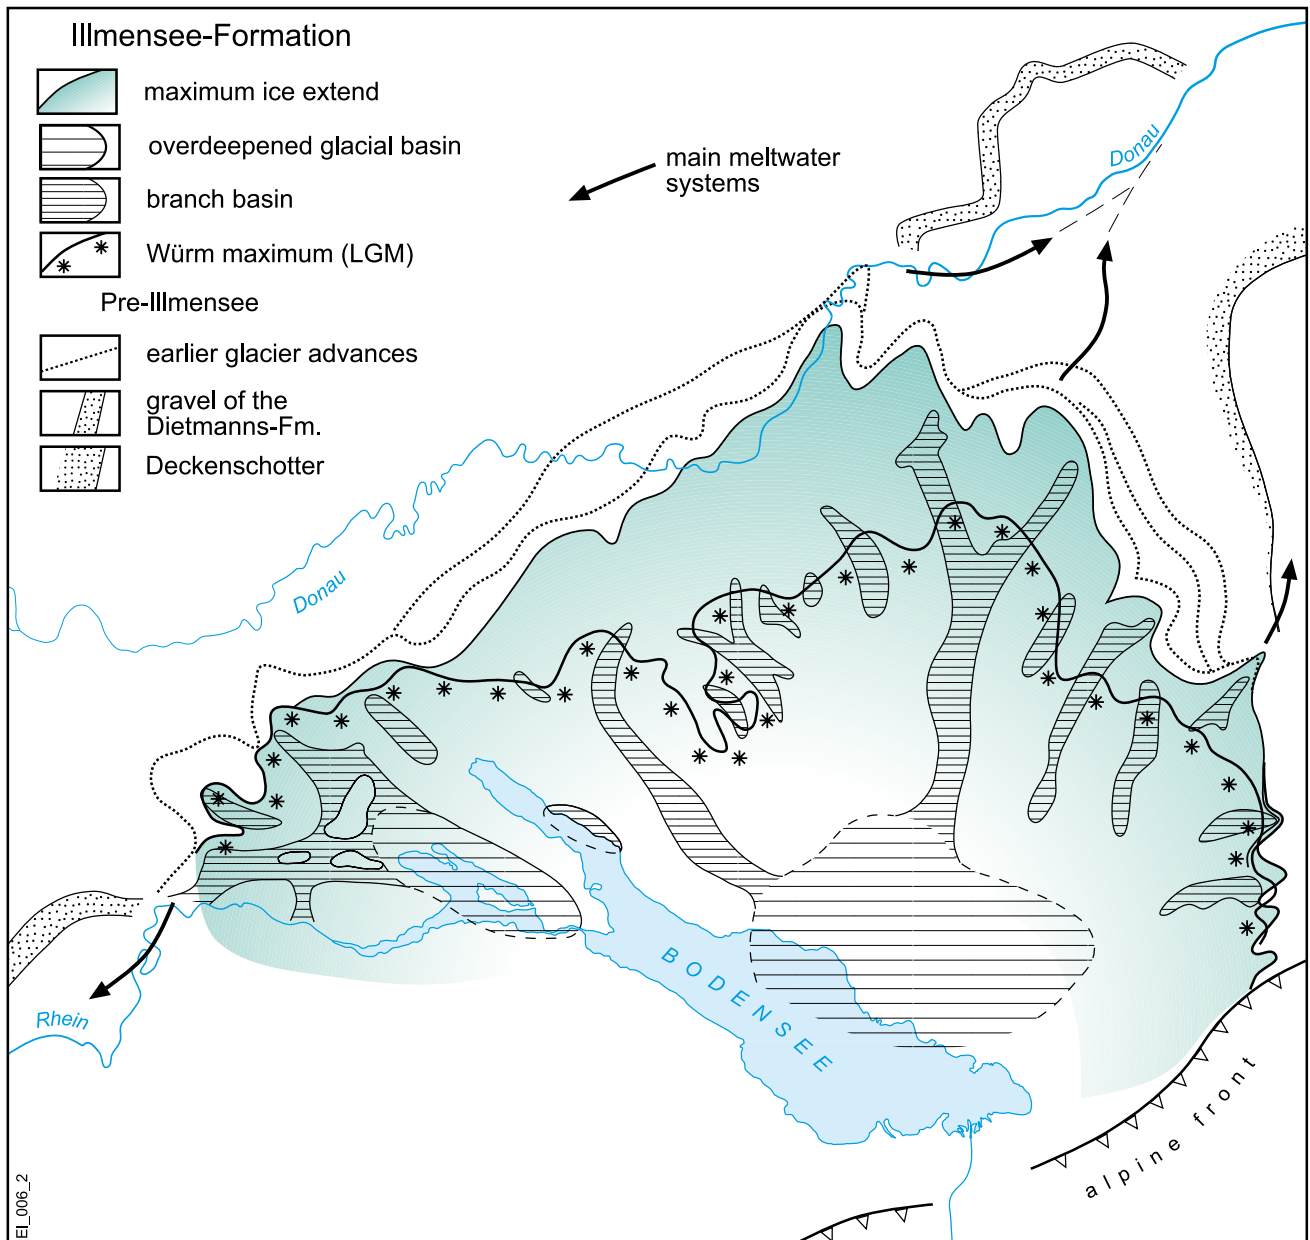 Illmensee-Formation
maximum ice extend
overdeepened glacial basin
branch basin
Würm maximum (LGM)
Pre-Illmensee
earlier glacier advances
gravel of the
Dietmanns-Fm.
Deckenschotter
main meltwater
systems
Donau
Donau
Rhein
BODENSEE
alpine front
EI_006_2